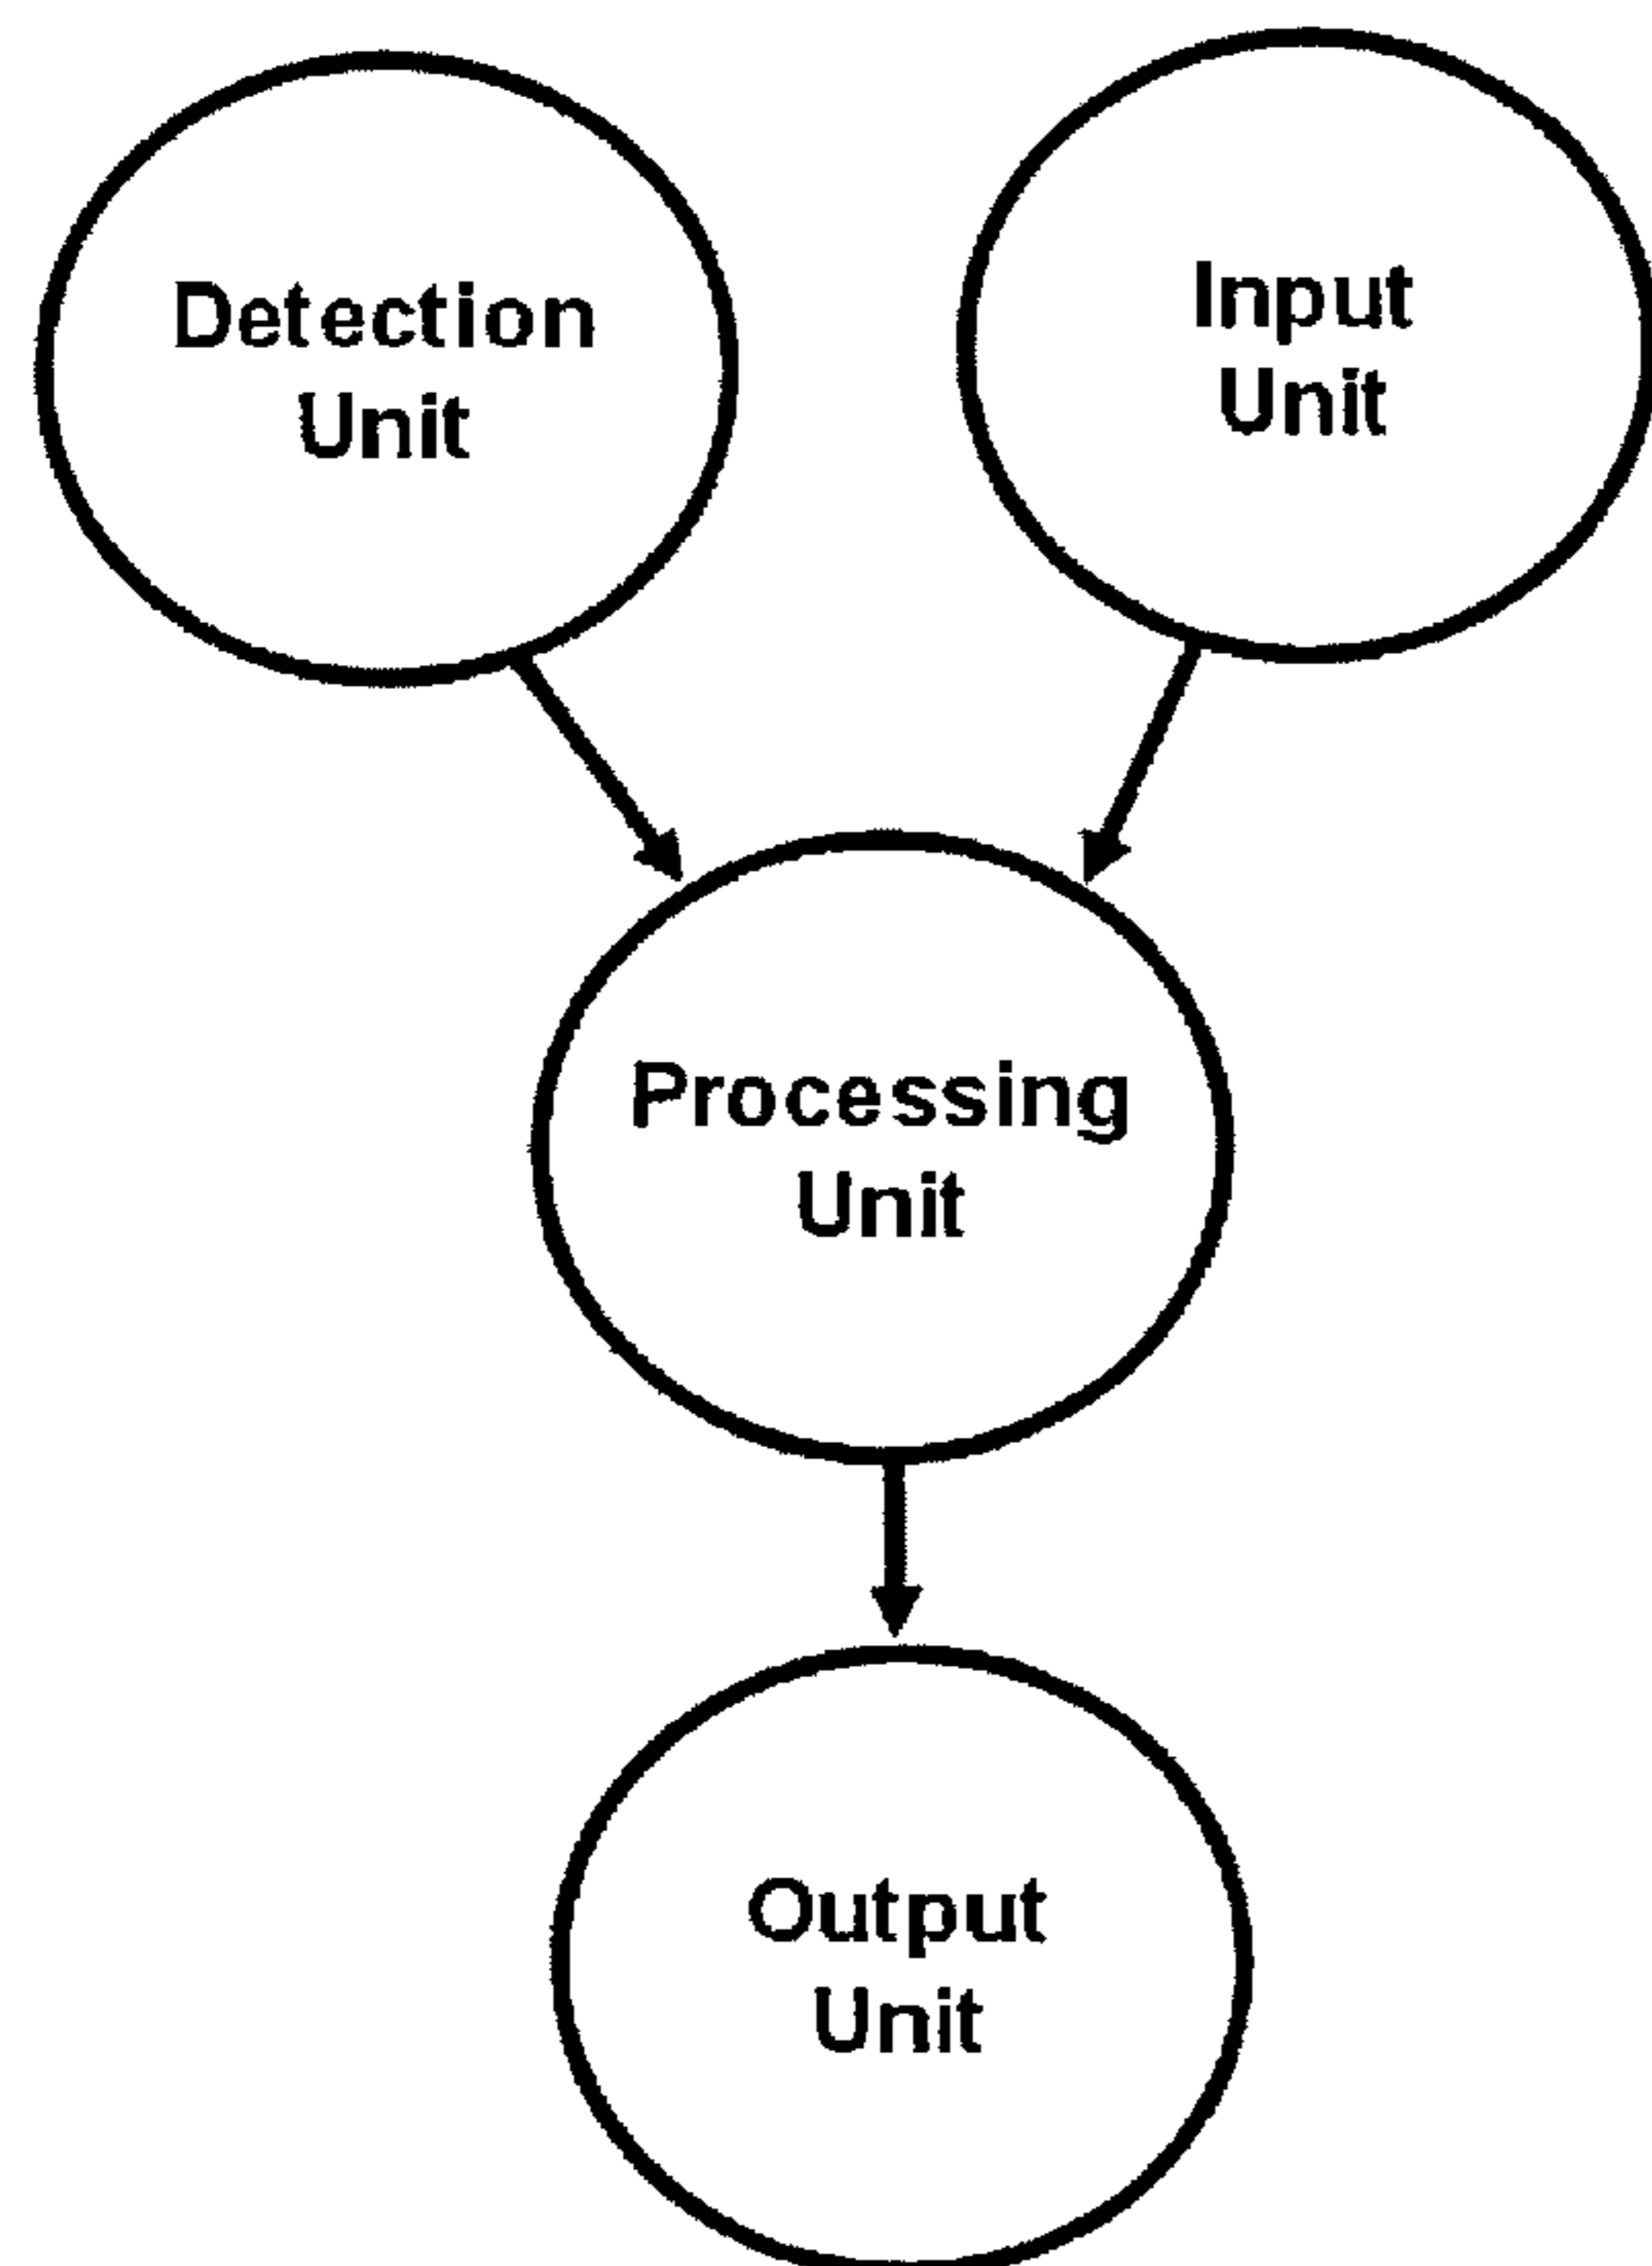 Detection
Unit
Input
Unit
Processing
Unit
Output
Unit